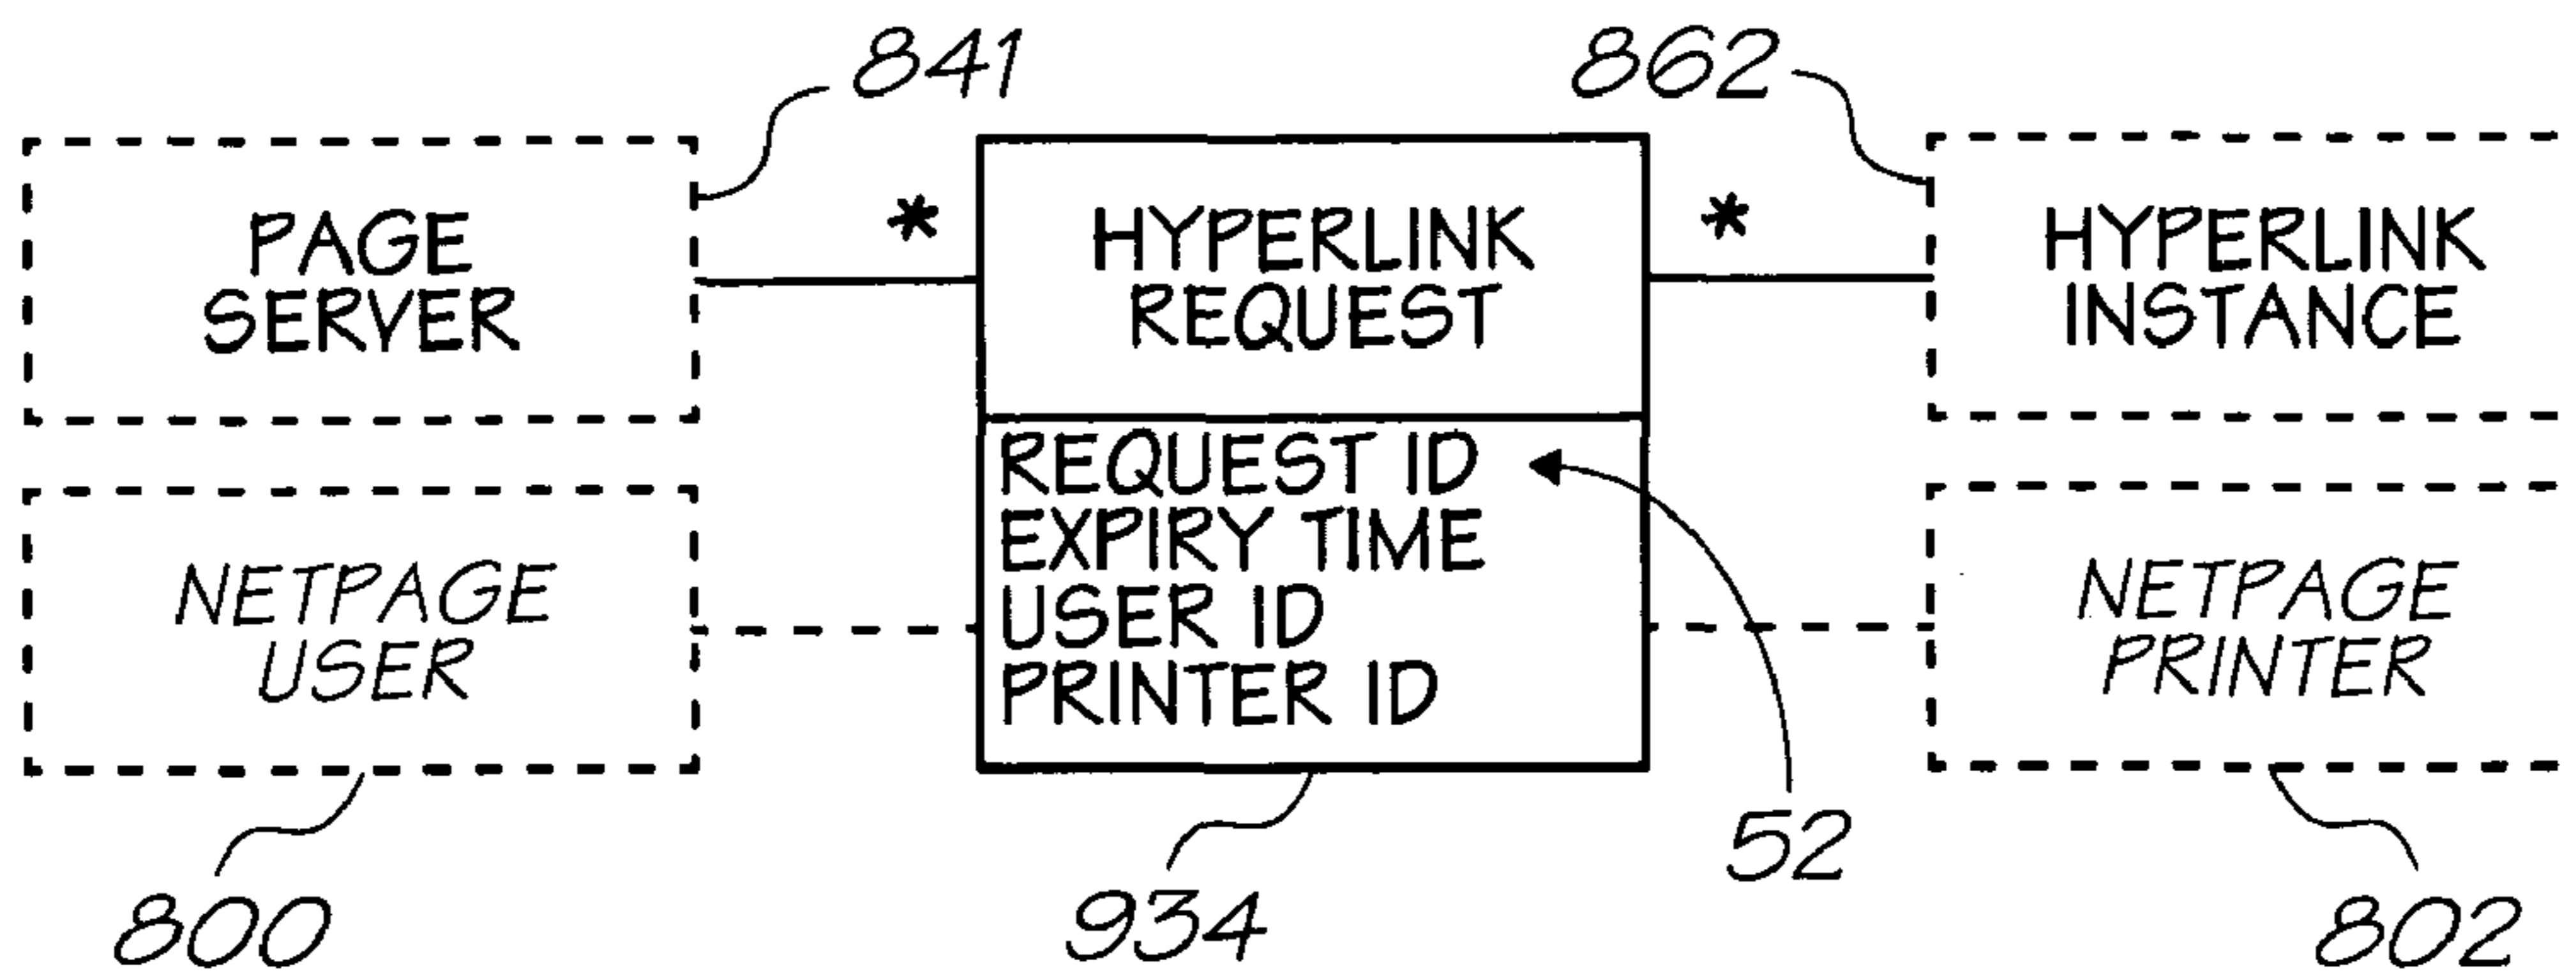 841
862
PAGE
SERVER
*
HYPERLINK
REQUEST
*
HYPERLINK
INSTANCE
REQUEST ID
EXPIRY TIME
USER ID
PRINTER ID
NETPAGE
USER
NETPAGE
PRINTER
52
800
934
802